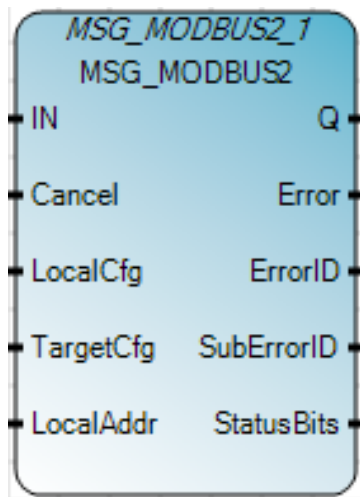 MSG_MODBUS2_1
MSG_MODBUS2
IN Q
Cancel Error
LocalCfg ErrorID
TargetCfg SubErrorID
LocalAddr StatusBits